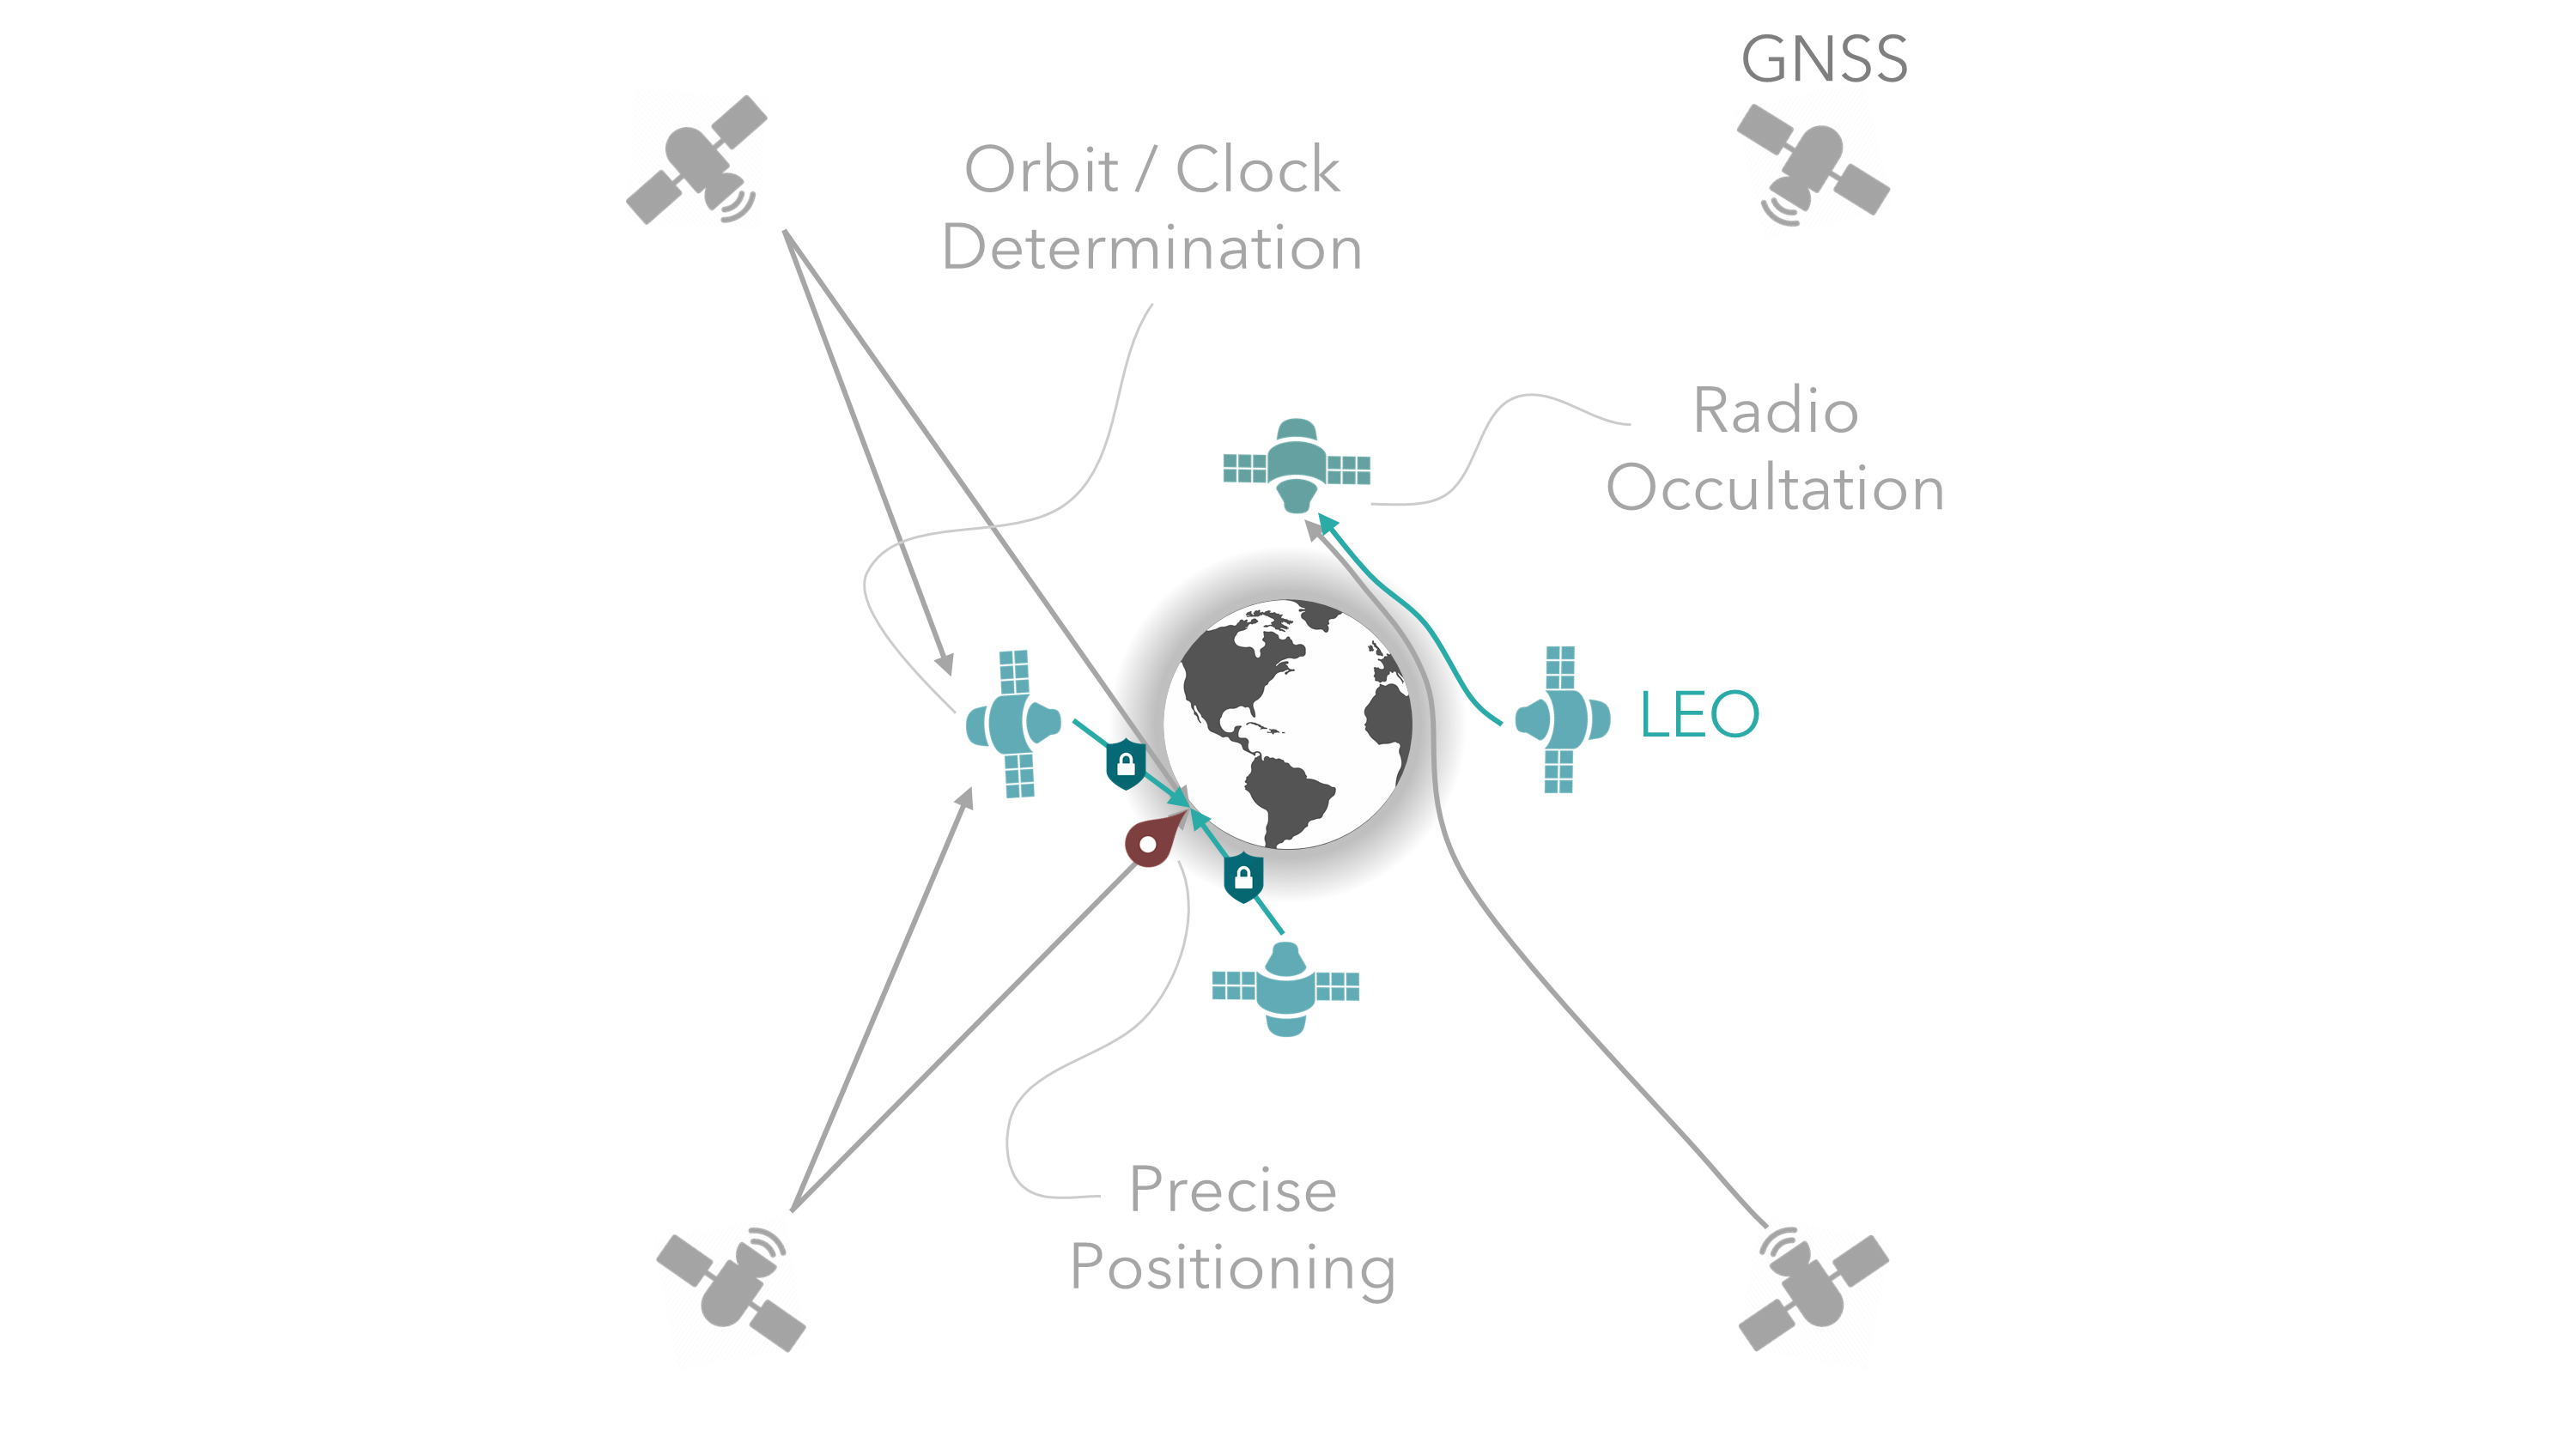 GNSS
Orbit / Clock
Determination
Radio
Occultation
LEO
Precise
Positioning